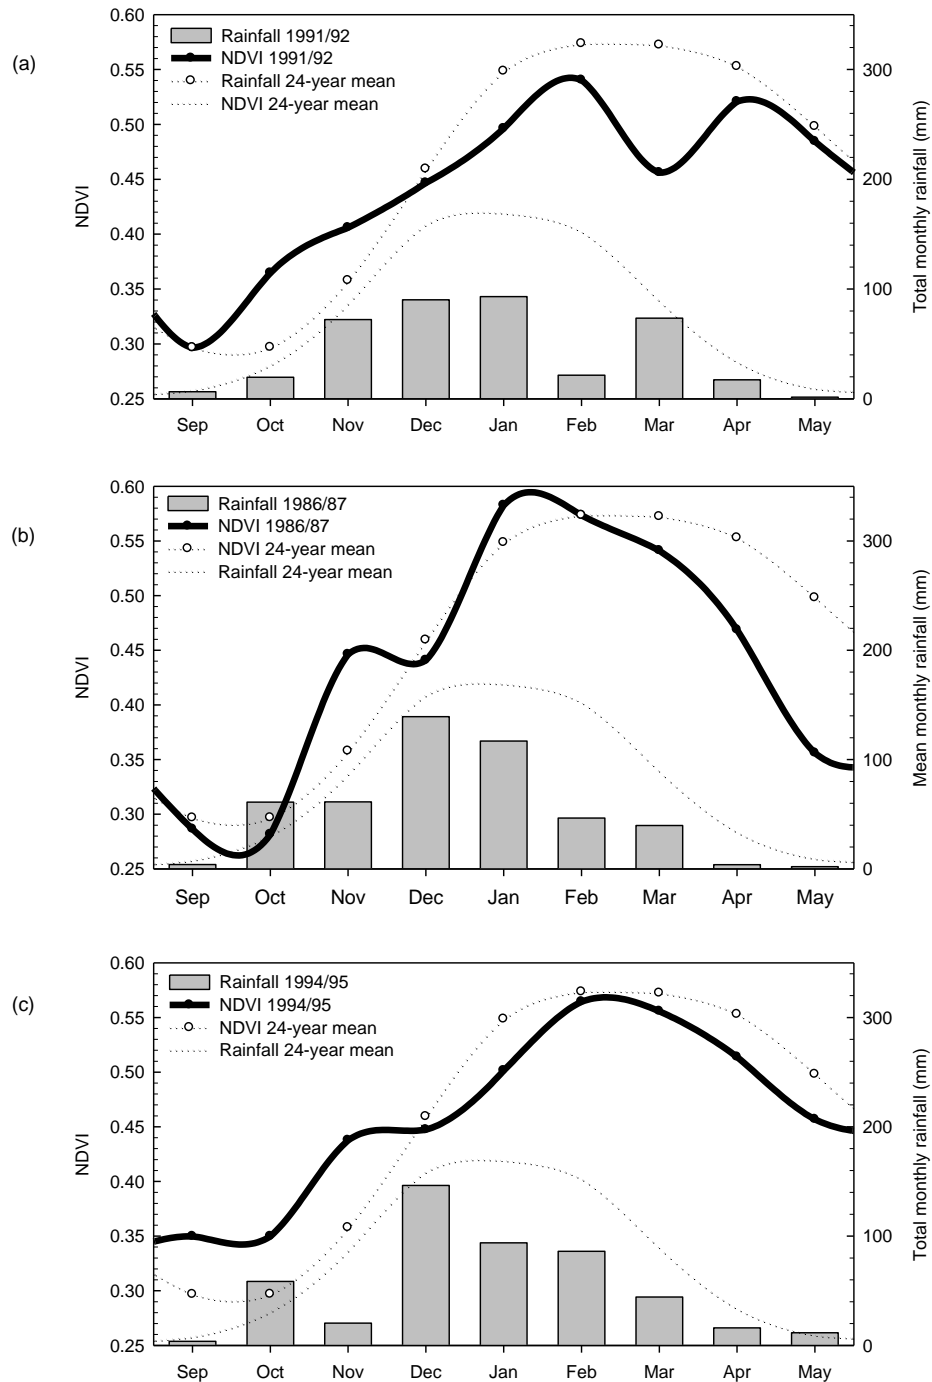 (a)
0.60
0.55
0.50
0.45
0.40
0.35
0.30
0.25
NDVI
Rainfall 1991/92
NDVI 1991/92
Rainfall 24-year mean
NDVI 24-year mean
300
200
100
0
Total monthly rainfall (mm)
Sep Oct Nov Dec Jan Feb Mar Apr May
(b)
0.60
0.55
0.50
0.45
0.40
0.35
0.30
0.25
NDVI
Rainfall 1986/87
NDVI 1986/87
NDVI 24-year mean
Rainfall 24-year mean
300
200
100
0
Mean monthly rainfall (mm)
Sep Oct Nov Dec Jan Feb Mar Apr May
(c)
0.60
0.55
0.50
0.45
0.40
0.35
0.30
0.25
NDVI
Rainfall 1994/95
NDVI 1994/95
NDVI 24-year mean
Rainfall 24-year mean
300
200
100
0
Total monthly rainfall (mm)
Sep Oct Nov Dec Jan Feb Mar Apr May